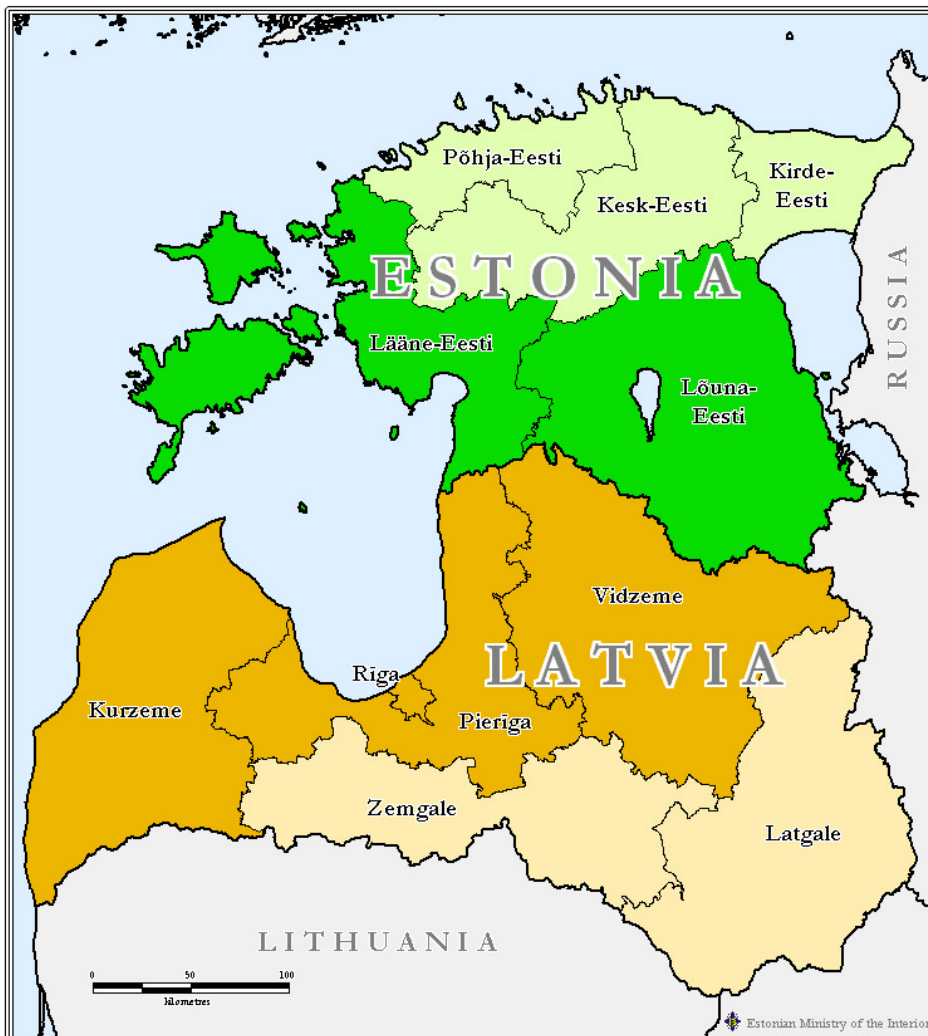 Põhja-Eesti
Kirde-
Eesti
Kesk-Eesti
ESTONIA
RUSSIA
Lääne-Eesti
Lõuna-
Eesti
Vidzeme
LATVIA
Rīga
Kurzeme
Pierīga
Zemgale
Latgale
LITHUANIA
0 50 100
kilometres
Estonian Ministry of the Interior